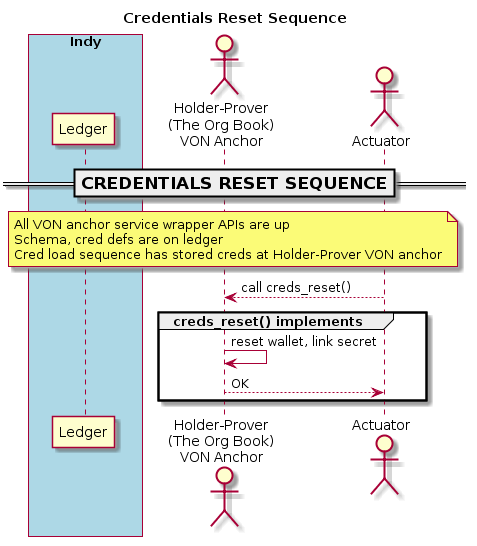 Credentials Reset Sequence
Indy
Holder-Prover
(The Org Book)
VON Anchor
Ledger
Actuator
CREDENTIALS RESET SEQUENCE
All VON anchor service wrapper APIs are up
Schema, cred defs are on ledger
Cred load sequence has stored creds at Holder-Prover VON anchor
call creds_reset()
creds_reset() implements
reset wallet, link secret
OK
Ledger
Holder-Prover
(The Org Book)
VON Anchor
Actuator